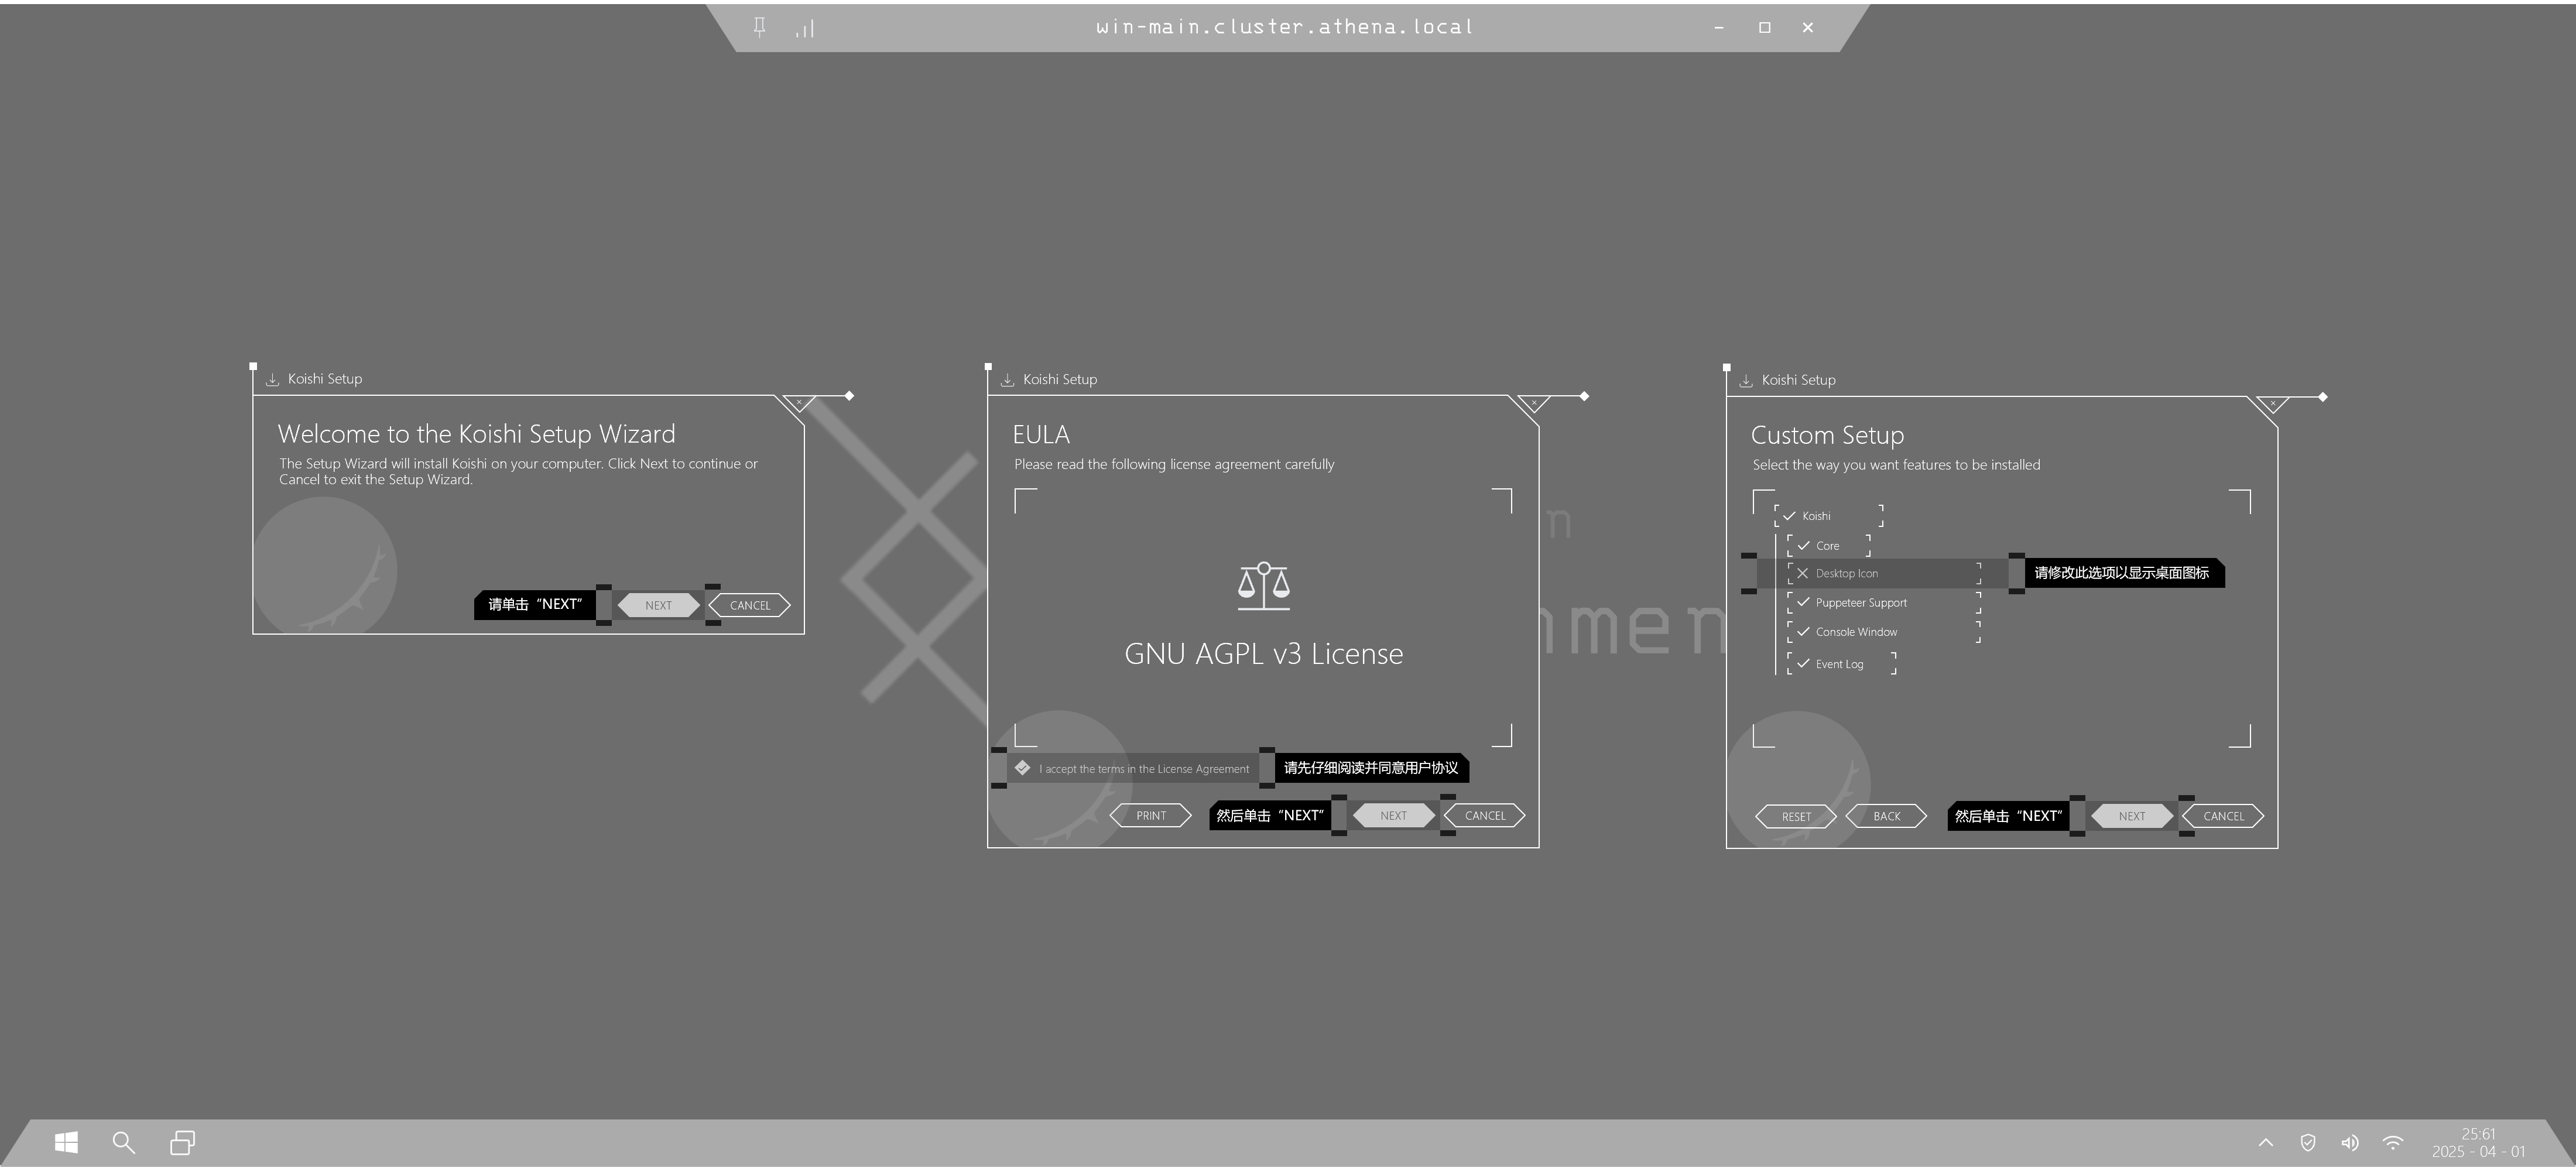 win-main.cluster.athena.local
Koishi Setup
Welcome to the Koishi Setup Wizard
The Setup Wizard will install Koishi on your computer. Click Next to continue or
Cancel to exit the Setup Wizard.
请单击“NEXT”
NEXT
CANCEL
Koishi Setup
EULA
Please read the following license agreement carefully
GNU AGPL v3 License
I accept the terms in the License Agreement
请先仔细阅读并同意用户协议
PRINT
然后单击“NEXT”
NEXT
CANCEL
Koishi Setup
Custom Setup
Select the way you want features to be installed
Koishi
Core
Desktop Icon
请修改此选项以显示桌面图标
Puppeteer Support
Console Window
Event Log
RESET
BACK
然后单击“NEXT”
NEXT
CANCEL
25:61
2025 - 04 - 01